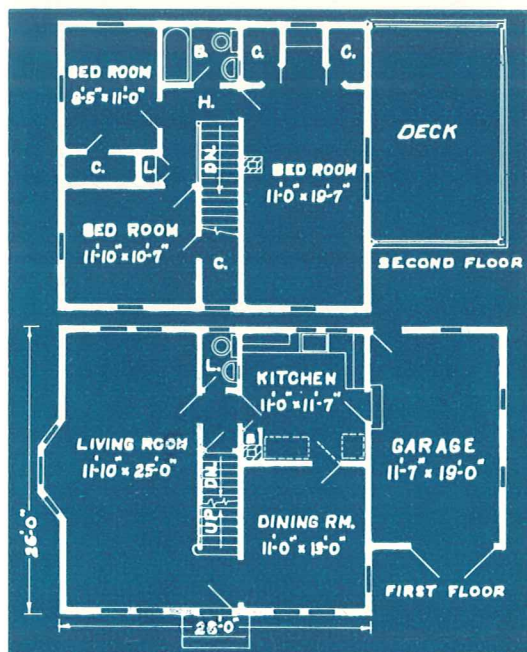 BED ROOM
8'-5" × 11'-0"
B.
C.
C.
H.
DN.
C.
L.
BED ROOM
11'-0" × 19'-7"
DECK
BED ROOM
11'-10" × 10'-7"
C.
SECOND FLOOR
L.
KITCHEN
11'-0" × 11'-7"
LIVING ROOM
11'-10" × 25'-0"
DN.
UP
DINING RM.
11'-0" × 13'-0"
GARAGE
11'-7" × 19'-0"
26'-0"
FIRST FLOOR
28'-0"